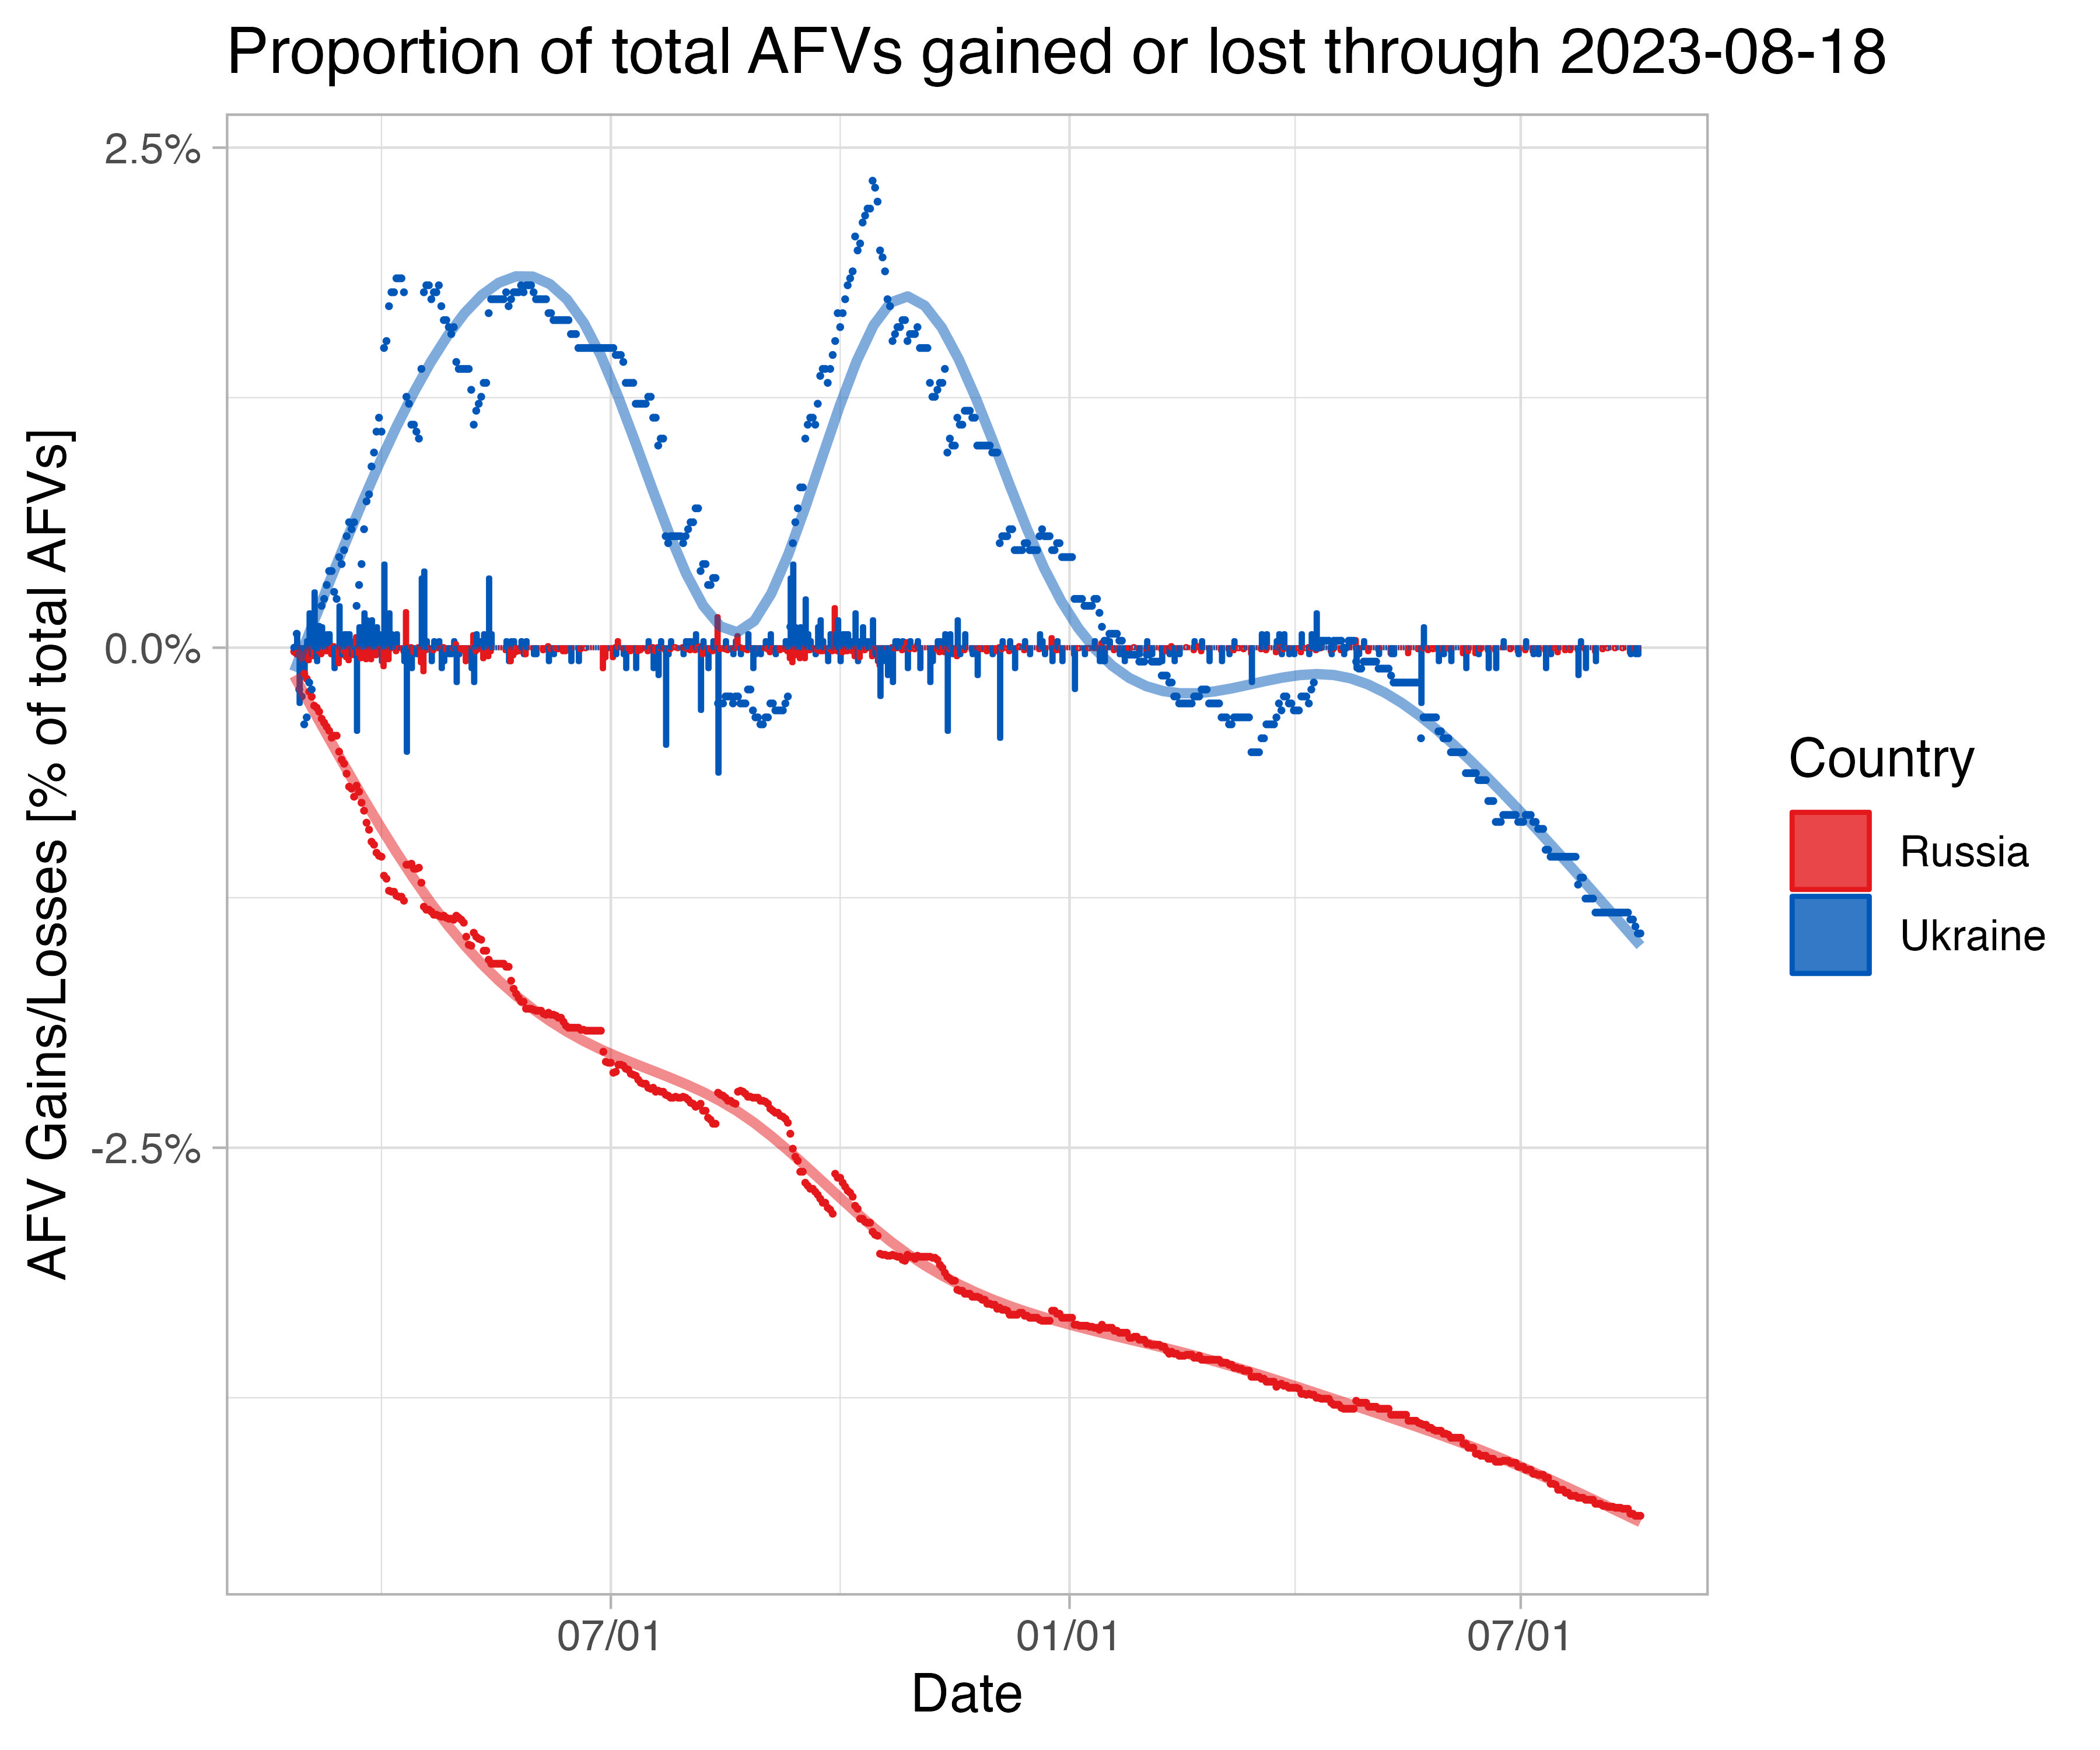 Proportion of total AFVs gained or lost through 2023-08-18
AFV Gains/Losses [% of total AFVs]
2.5%
0.0%
-2.5%
07/01
01/01
07/01
Date
Country
Russia
Ukraine